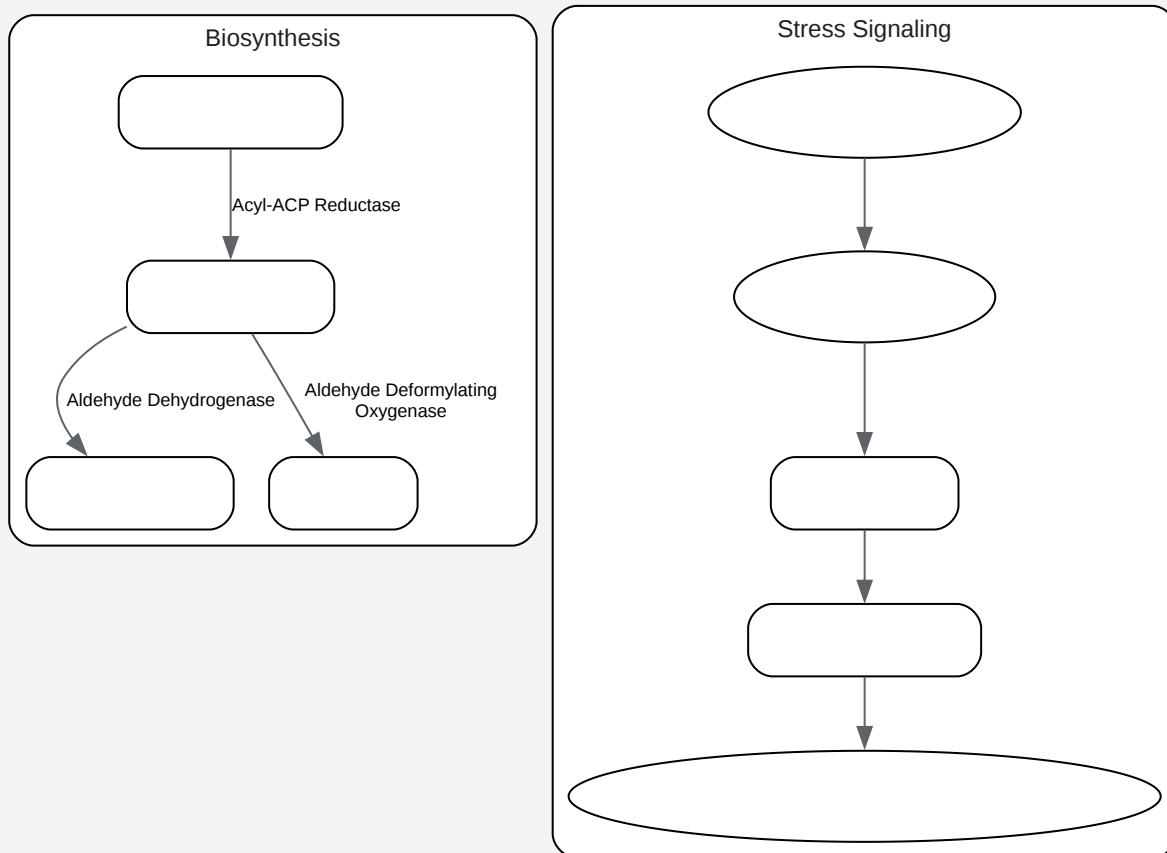 Biosynthesis
Acyl-ACP Reductase
Aldehyde Dehydrogenase
Aldehyde Deformylating
Oxygenase
Stress Signaling